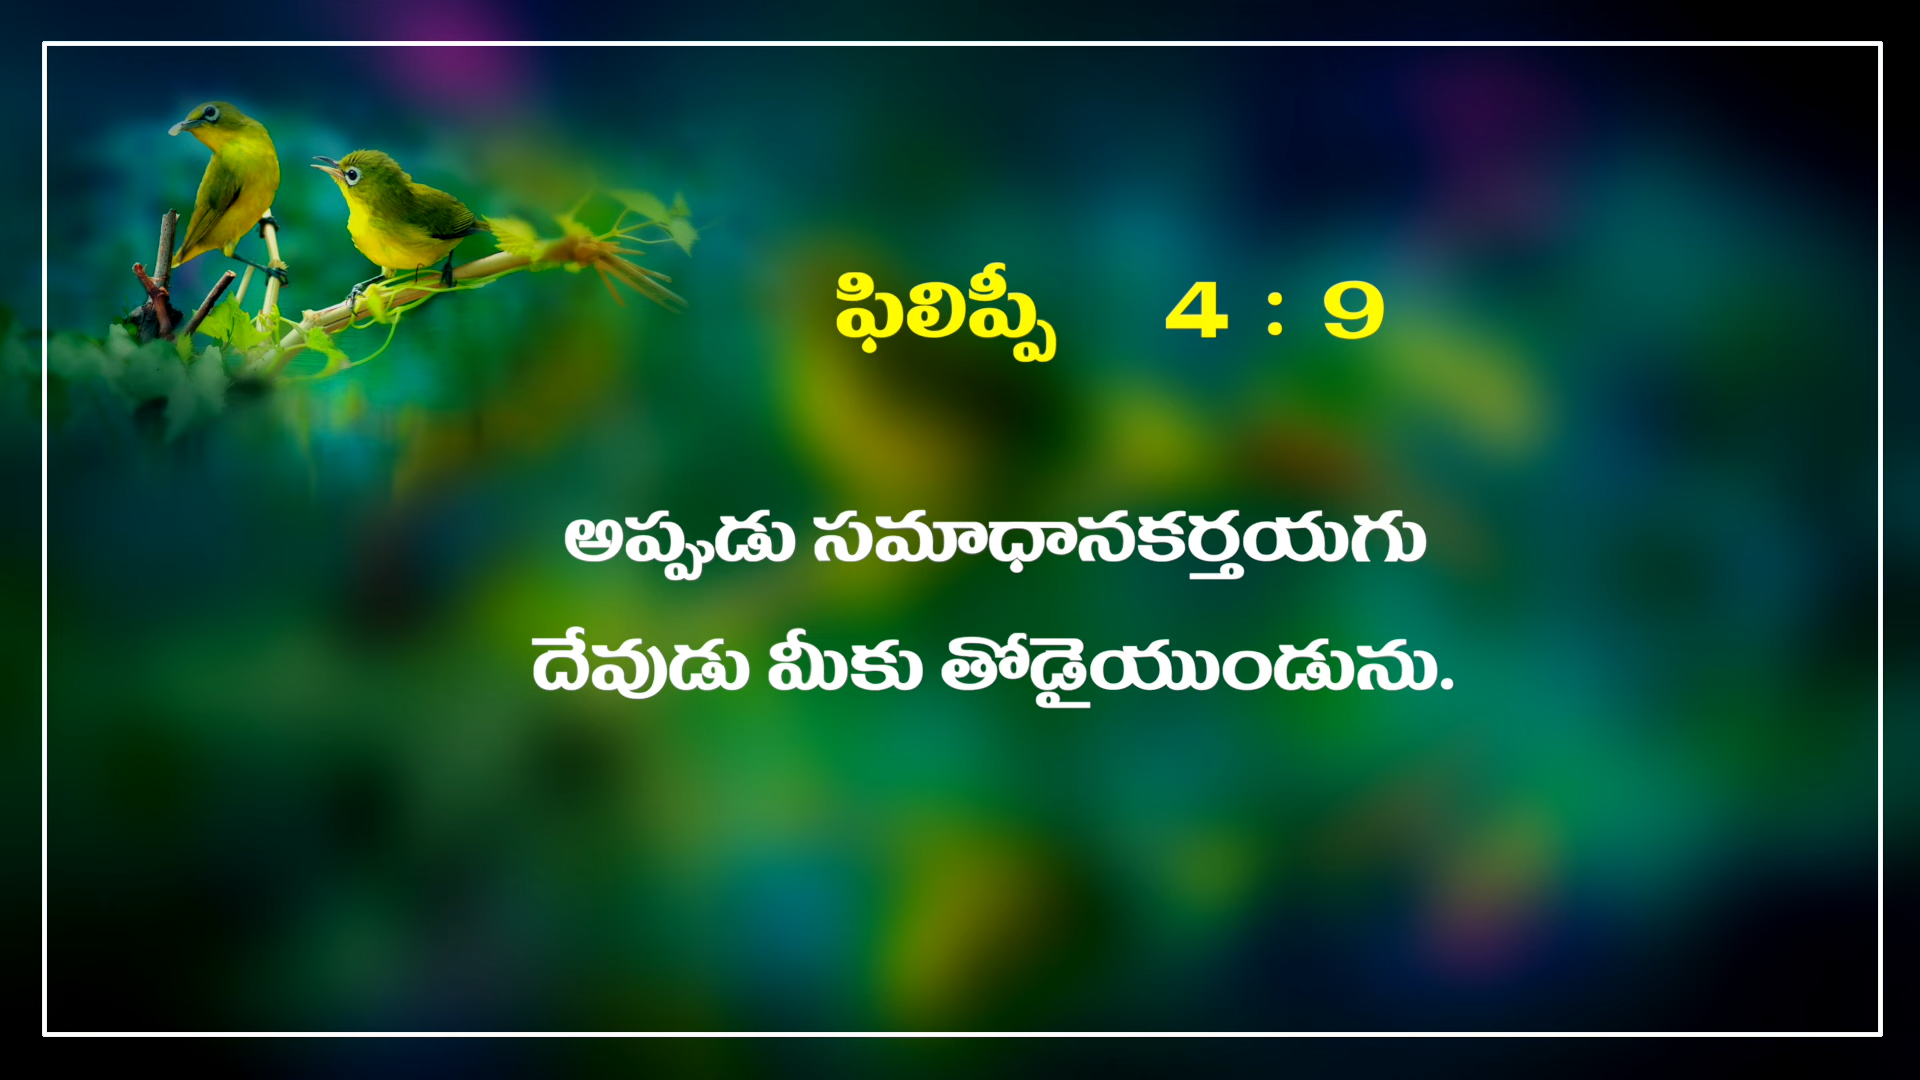 ఫిలిప్పీ 4 : 9
అప్పుడు సమాధానకర్తయగు
దేవుడు మీకు తోడైయుండును.